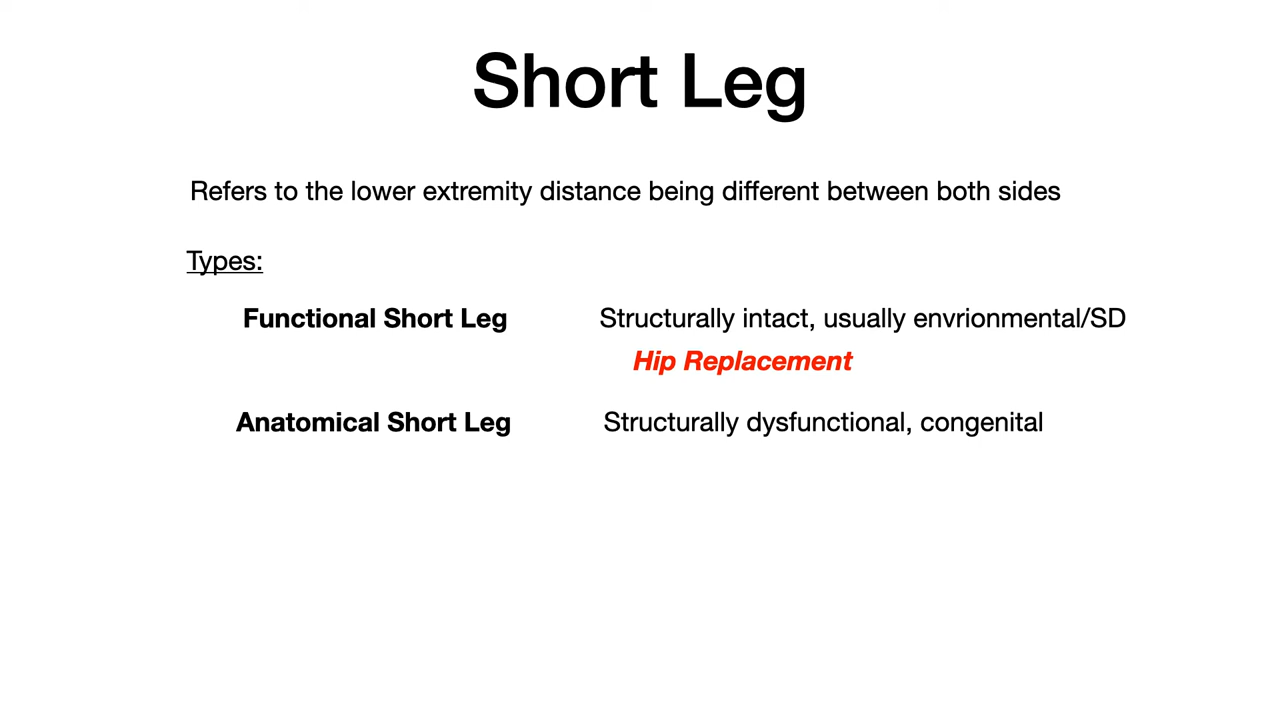 Short Leg
Refers to the lower extremity distance being different between both sides
Types:
Functional Short Leg Structurally intact, usually envrionmental/SD
Hip Replacement
Anatomical Short Leg Structurally dysfunctional, congenital